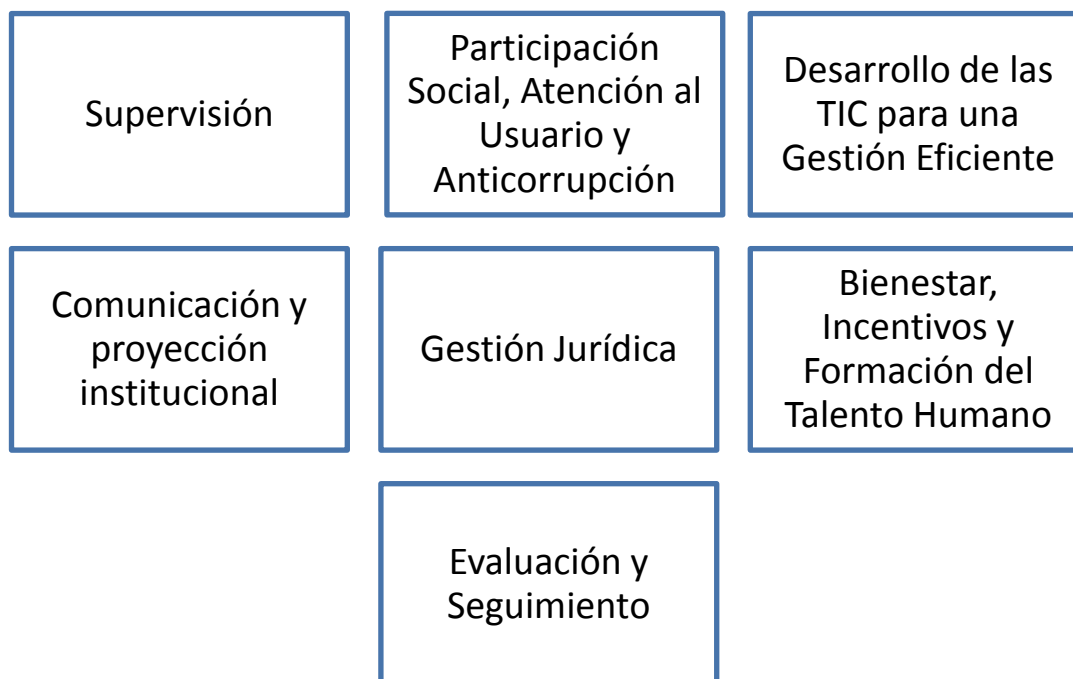 Supervisión
Participación
Social, Atención al
Usuario y
Anticorrupción
Desarrollo de las
TIC para una
Gestión Eficiente
Comunicación y
proyección
institucional
Gestión Jurídica
Bienestar,
Incentivos y
Formación del
Talento Humano
Evaluación y
Seguimiento